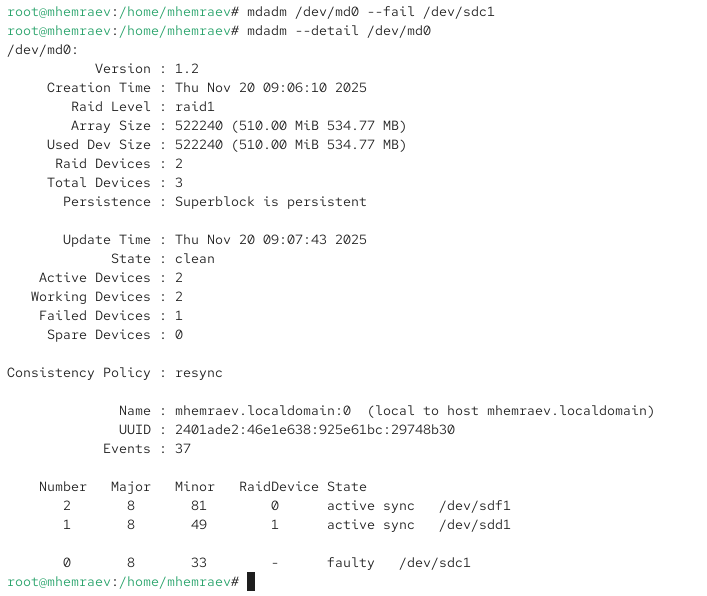 root@mhemraev:/home/mhemraev# mdadm /dev/md0 --fail /dev/sdc1
root@mhemraev:/home/mhemraev# mdadm --detail /dev/md0
/dev/md0:
           Version : 1.2
     Creation Time : Thu Nov 20 09:06:10 2025
        Raid Level : raid1
        Array Size : 522240 (510.00 MiB 534.77 MB)
     Used Dev Size : 522240 (510.00 MiB 534.77 MB)
      Raid Devices : 2
     Total Devices : 3
       Persistence : Superblock is persistent

       Update Time : Thu Nov 20 09:07:43 2025
             State : clean
    Active Devices : 2
   Working Devices : 2
    Failed Devices : 1
     Spare Devices : 0

Consistency Policy : resync

              Name : mhemraev.localdomain:0  (local to host mhemraev.localdomain)
              UUID : 2401ade2:46e1e638:925e61bc:29748b30
            Events : 37

    Number   Major   Minor   RaidDevice State
       2       8       81        0      active sync   /dev/sdf1
       1       8       49        1      active sync   /dev/sdd1

       0       8       33        -      faulty   /dev/sdc1
root@mhemraev:/home/mhemraev#